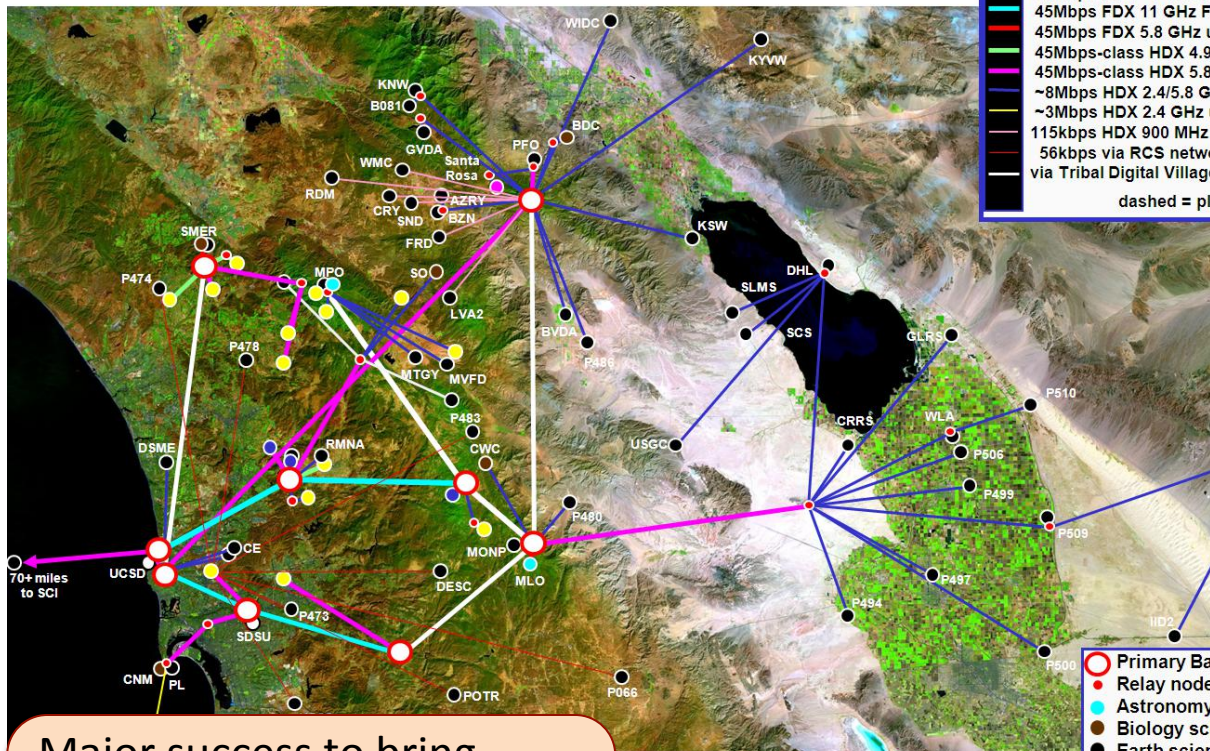 45Mbps FDX 11 GHz F
45Mbps FDX 5.8 GHz u
45Mbps-class HDX 4.9
45Mbps-class HDX 5.8
~8Mbps HDX 2.4/5.8 G
~3Mbps HDX 2.4 GHz
115kbps HDX 900 MHz
56kbps via RCS netwo
via Tribal Digital Village
dashed = pl
WIDC
KYVW
KNW
B081
GVDA
BDC
PFO
WMC
Santa
Rosa
RDM
CRY
SND
AZRY
BZN
FRD
KSW
SMER
P474
MPO
SO
LVA2
DHL
SLMS
SCS
BVDA
P486
GLRS
P478
MTGY
MVFD
P483
P510
CRRS
WLA
P506
DSME
RMNA
CWC
USGC
P499
P480
P509
CE
MONP
MLO
UCSD
70+ miles
to SCI
DESC
P497
P494
P473
SDSU
IID2
P500
CNM
PL
POTR
P066
Primary Ba
Relay node
Astronomy
Biology sc
Earth scien
Major success to bring